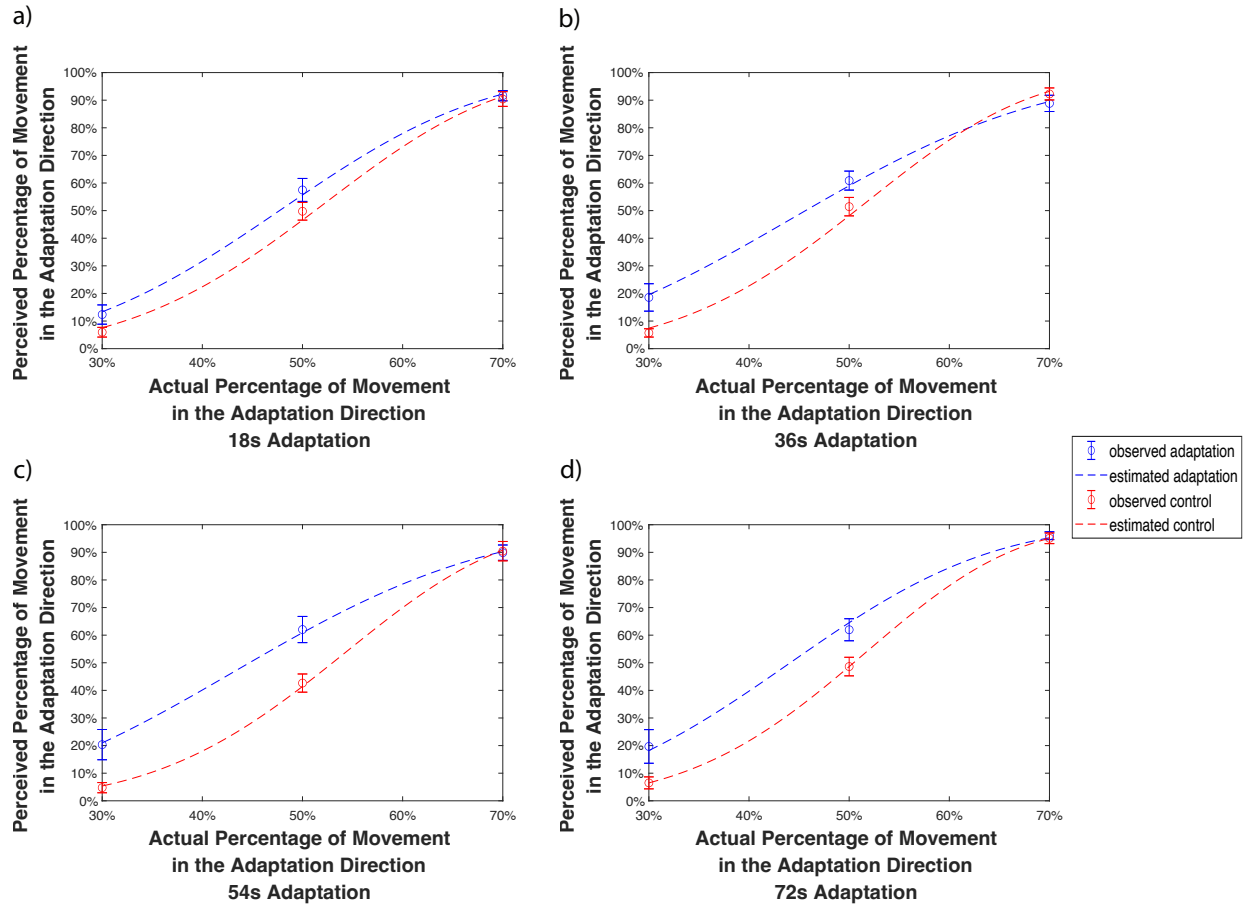 a)
Perceived Percentage of Movement
in the Adaptation Direction
100%
90%
80%
70%
60%
50%
40%
30%
20%
10%
0%
30%
40%
50%
60%
70%
Actual Percentage of Movement
in the Adaptation Direction
18s Adaptation
b)
Perceived Percentage of Movement
in the Adaptation Direction
100%
90%
80%
70%
60%
50%
40%
30%
20%
10%
0%
30%
40%
50%
60%
70%
Actual Percentage of Movement
in the Adaptation Direction
36s Adaptation
c)
Perceived Percentage of Movement
in the Adaptation Direction
100%
90%
80%
70%
60%
50%
40%
30%
20%
10%
0%
30%
40%
50%
60%
70%
Actual Percentage of Movement
in the Adaptation Direction
54s Adaptation
d)
Perceived Percentage of Movement
in the Adaptation Direction
100%
90%
80%
70%
60%
50%
40%
30%
20%
10%
0%
30%
40%
50%
60%
70%
Actual Percentage of Movement
in the Adaptation Direction
72s Adaptation
observed adaptation
estimated adaptation
observed control
estimated control